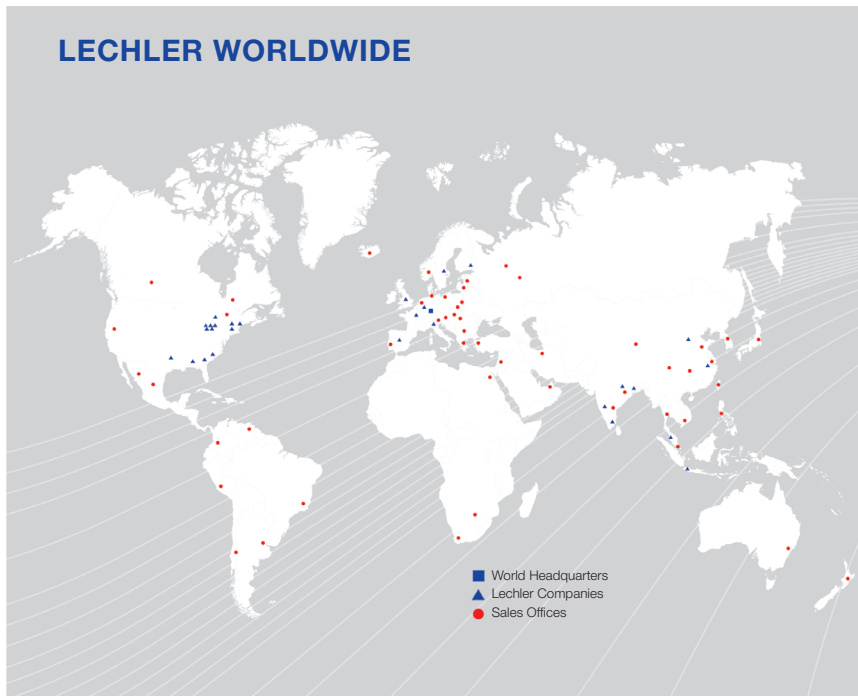 LECHLER WORLDWIDE
World Headquarters
Lechler Companies
Sales Offices